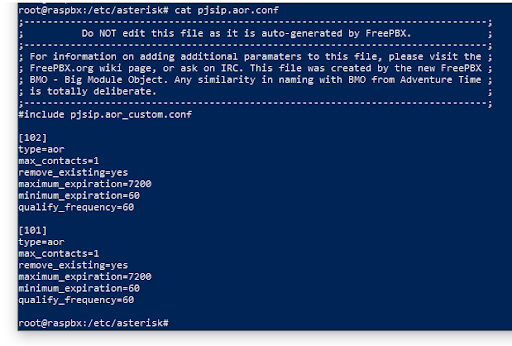 root@raspbx:/etc/asterisk# cat pjsip.aor.conf
;--------------------------------------------------------------------------------;
;          Do NOT edit this file as it is auto-generated by FreePBX.             ;
;--------------------------------------------------------------------------------;
; For information on adding additional paramaters to this file, please visit the ;
; FreePBX.org wiki page, or ask on IRC. This file was created by the new FreePBX ;
; BMO - Big Module Object. Any similarity in naming with BMO from Adventure Time ;
; is totally deliberate.                                                         ;
;--------------------------------------------------------------------------------;
#include pjsip.aor_custom.conf

[102]
type=aor
max_contacts=1
remove_existing=yes
maximum_expiration=7200
minimum_expiration=60
qualify_frequency=60

[101]
type=aor
max_contacts=1
remove_existing=yes
maximum_expiration=7200
minimum_expiration=60
qualify_frequency=60

root@raspbx:/etc/asterisk#